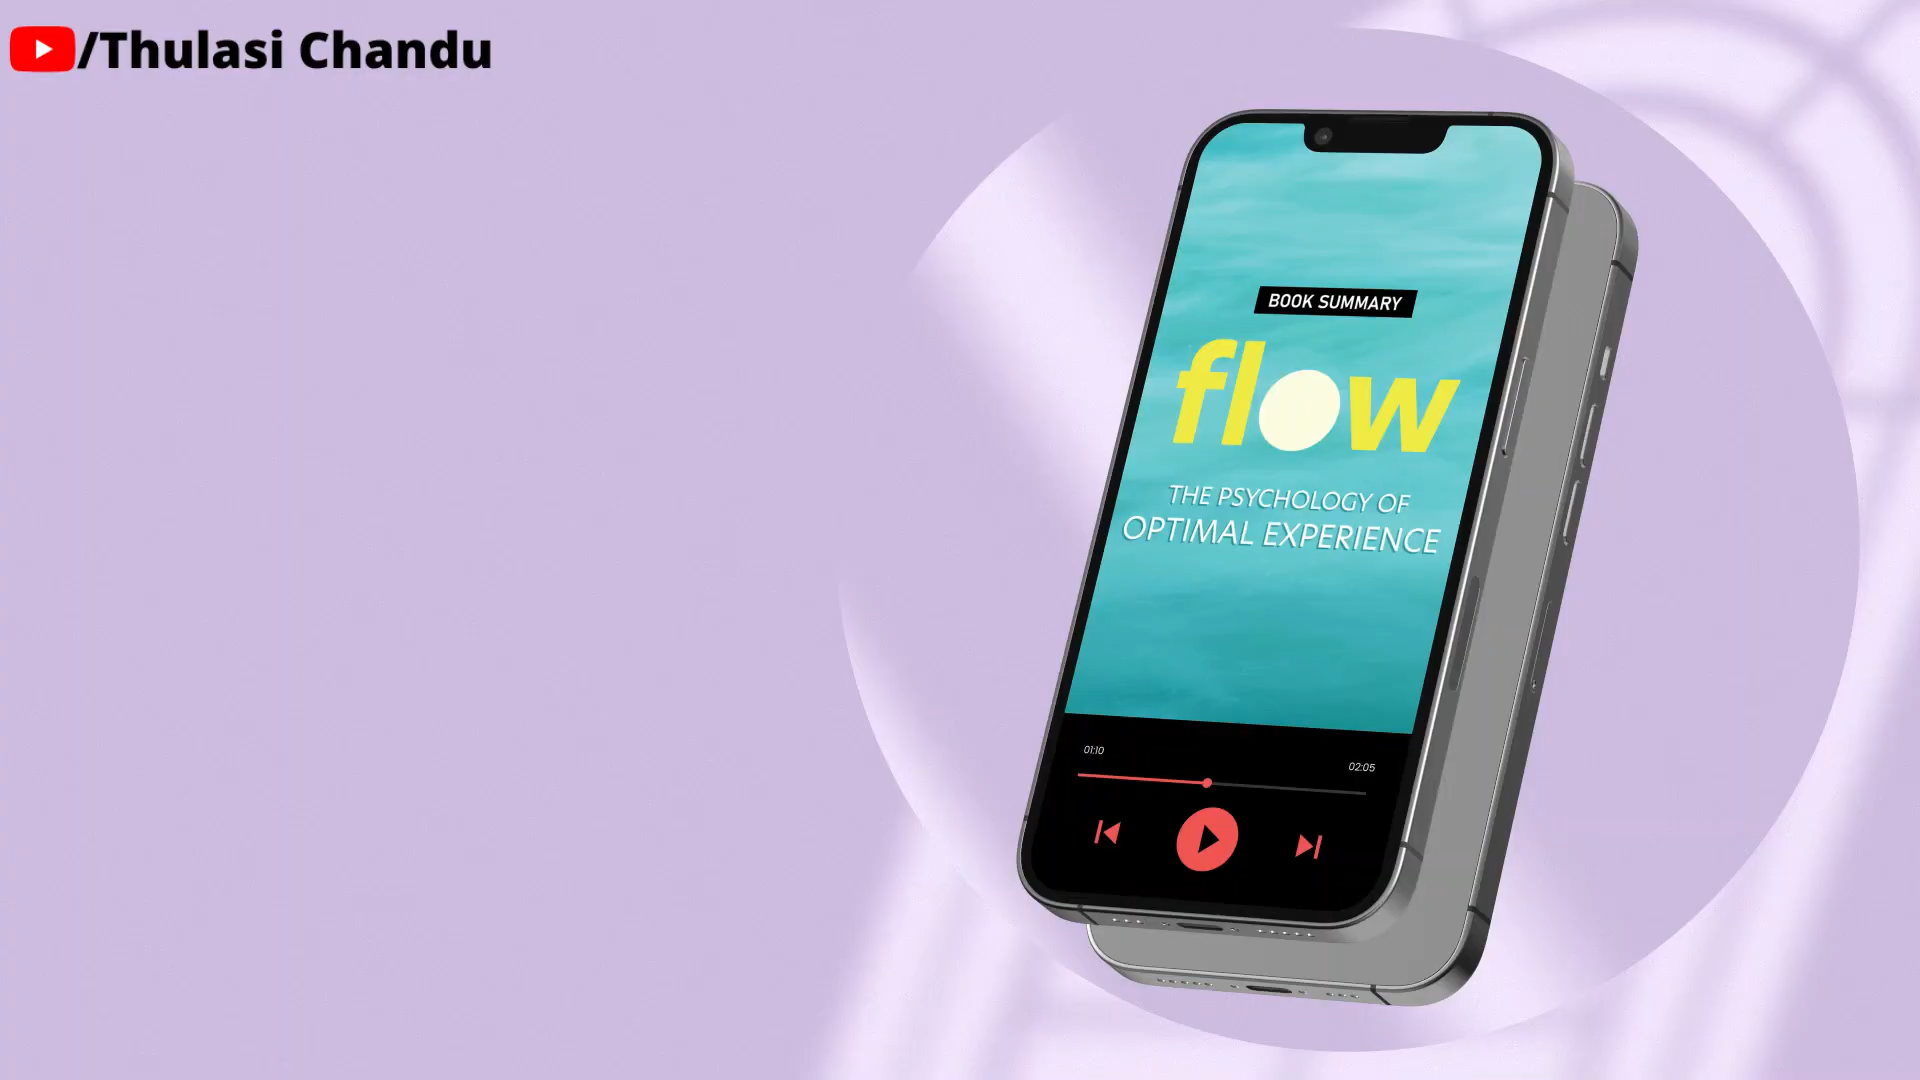 /Thulasi Chandu
BOOK SUMMARY
flow
THE PSYCHOLOGY OF
OPTIMAL EXPERIENCE
01:10
02:05